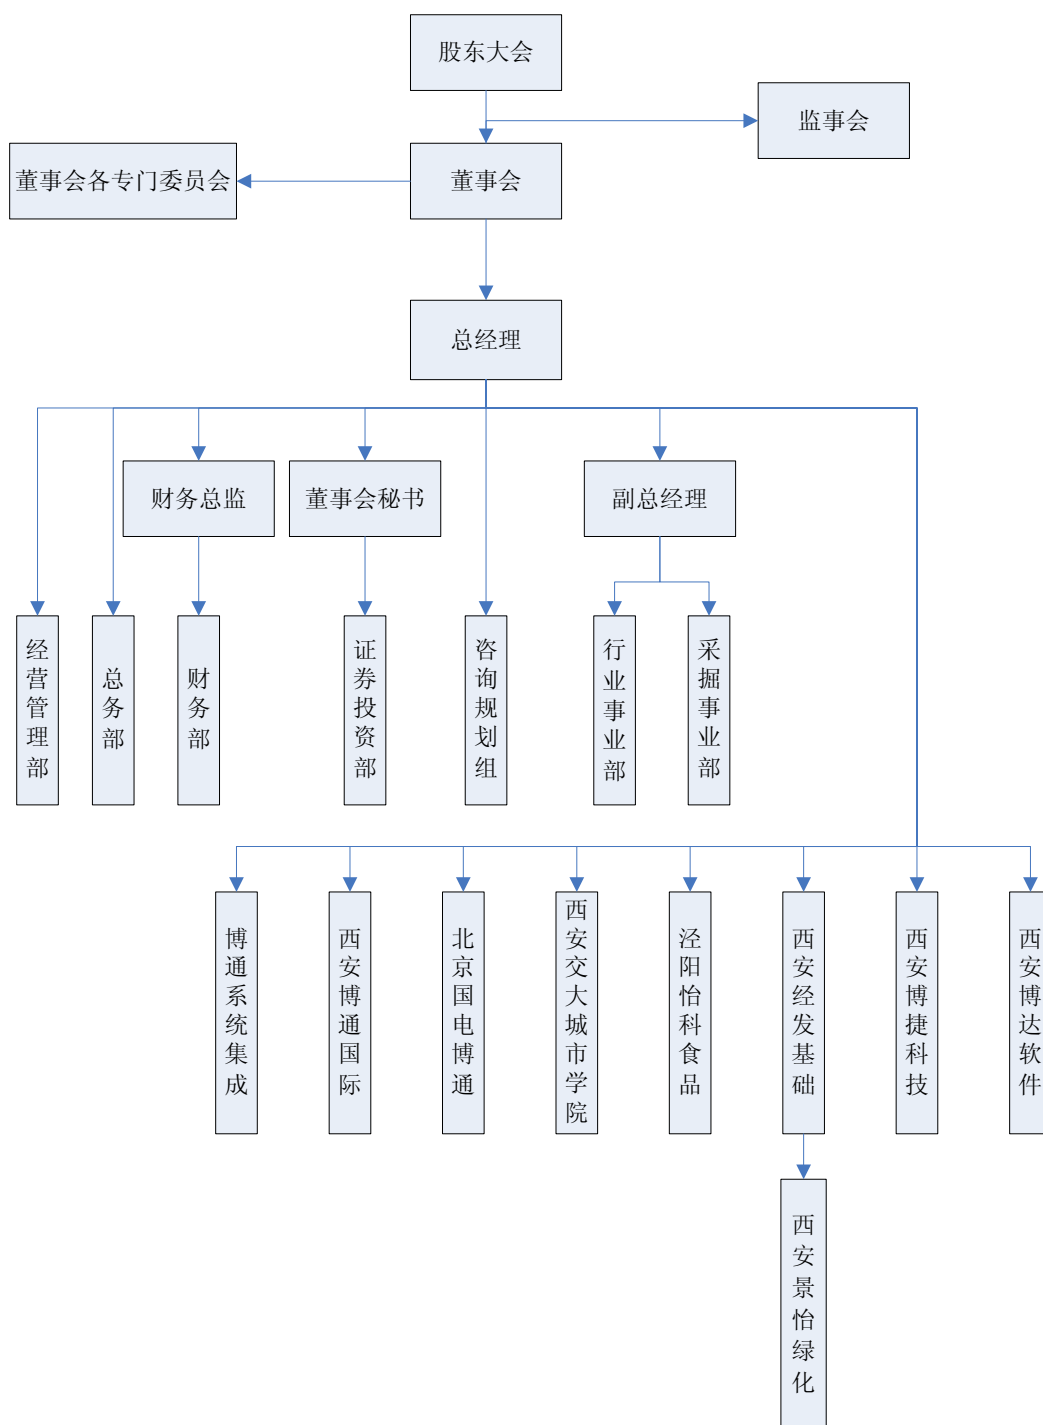 股东大会
监事会
董事会各专门委员会
董事会
总经理
财务总监
董事会秘书
副总经理
经营管理部
总务部
财务部
证券投资部
咨询规划组
行业事业部
采掘事业部
博通系统集成
西安博通国际
北京国电博通
西安交大城市学院
泾阳怡科食品
西安经发基础
西安博捷科技
西安博达软件
西安景怡绿化